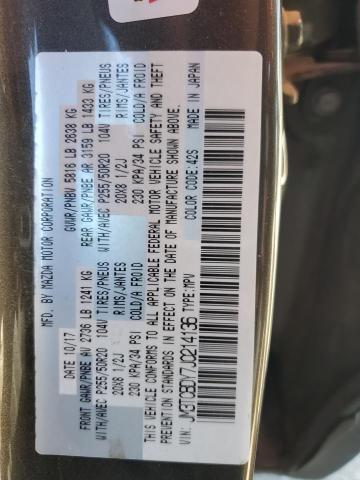 MFD. BY MAZDA MOTOR CORPORATION
DATE 10/17 GVWR/PNBV 5818 LB 2638 KG
FRONT GAWR/PNBE AV 2736 LB 1241 KG REAR GAWR/PNBE AR 3159 LB 1433 KG
WITH/AVEC P255/50R20 104V TIRES/PNEUS WITH/AVEC P255/50R20 104V TIRES/PNEUS
20X8 1/2J RIMS/JANTES 20X8 1/2J RIMS/JANTES
230 KPA/34 PSI COLD/A FROID 230 KPA/34 PSI COLD/A FROID
THIS VEHICLE CONFORMS TO ALL APPLICABLE FEDERAL MOTOR VEHICLE SAFETY AND THEFT
PREVENTION STANDARDS IN EFFECT ON THE DATE OF MANUFACTURE SHOWN ABOVE.
VIN: TYPE:MPV COLOR CODE:42S MADE IN JAPAN